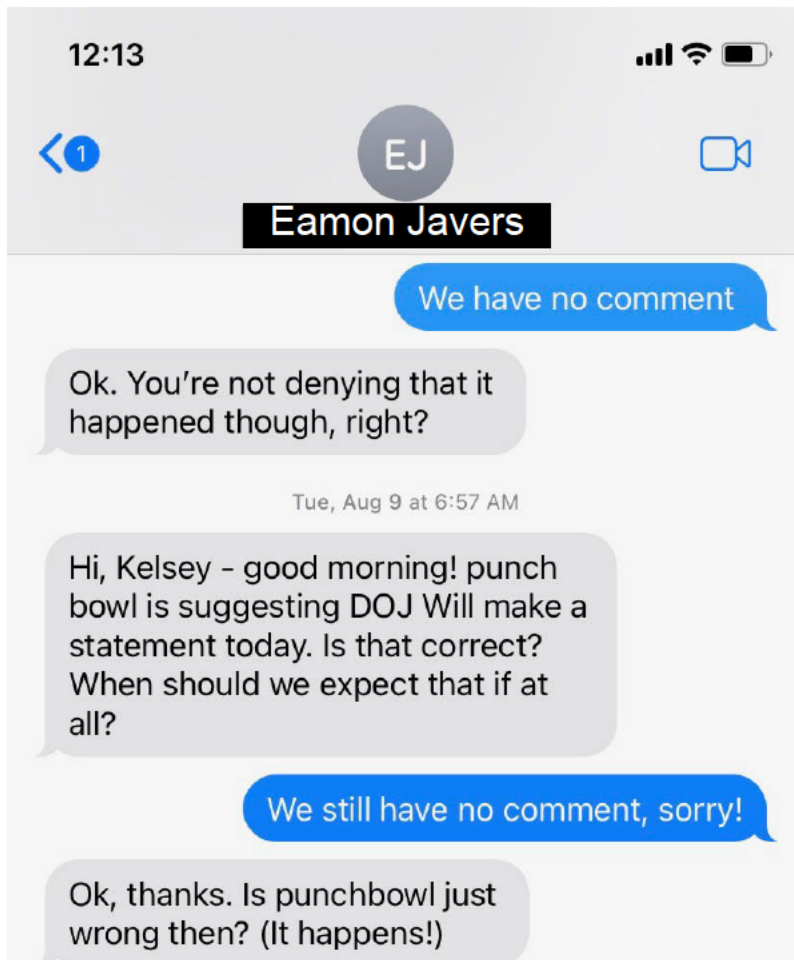 12:13
1
EJ
Eamon Javers
We have no comment
Ok. You're not denying that it
happened though, right?
Tue, Aug 9 at 6:57 AM
Hi, Kelsey - good morning! punch
bowl is suggesting DOJ Will make a
statement today. Is that correct?
When should we expect that if at
all?
We still have no comment, sorry!
Ok, thanks. Is punchbowl just
wrong then? (It happens!)